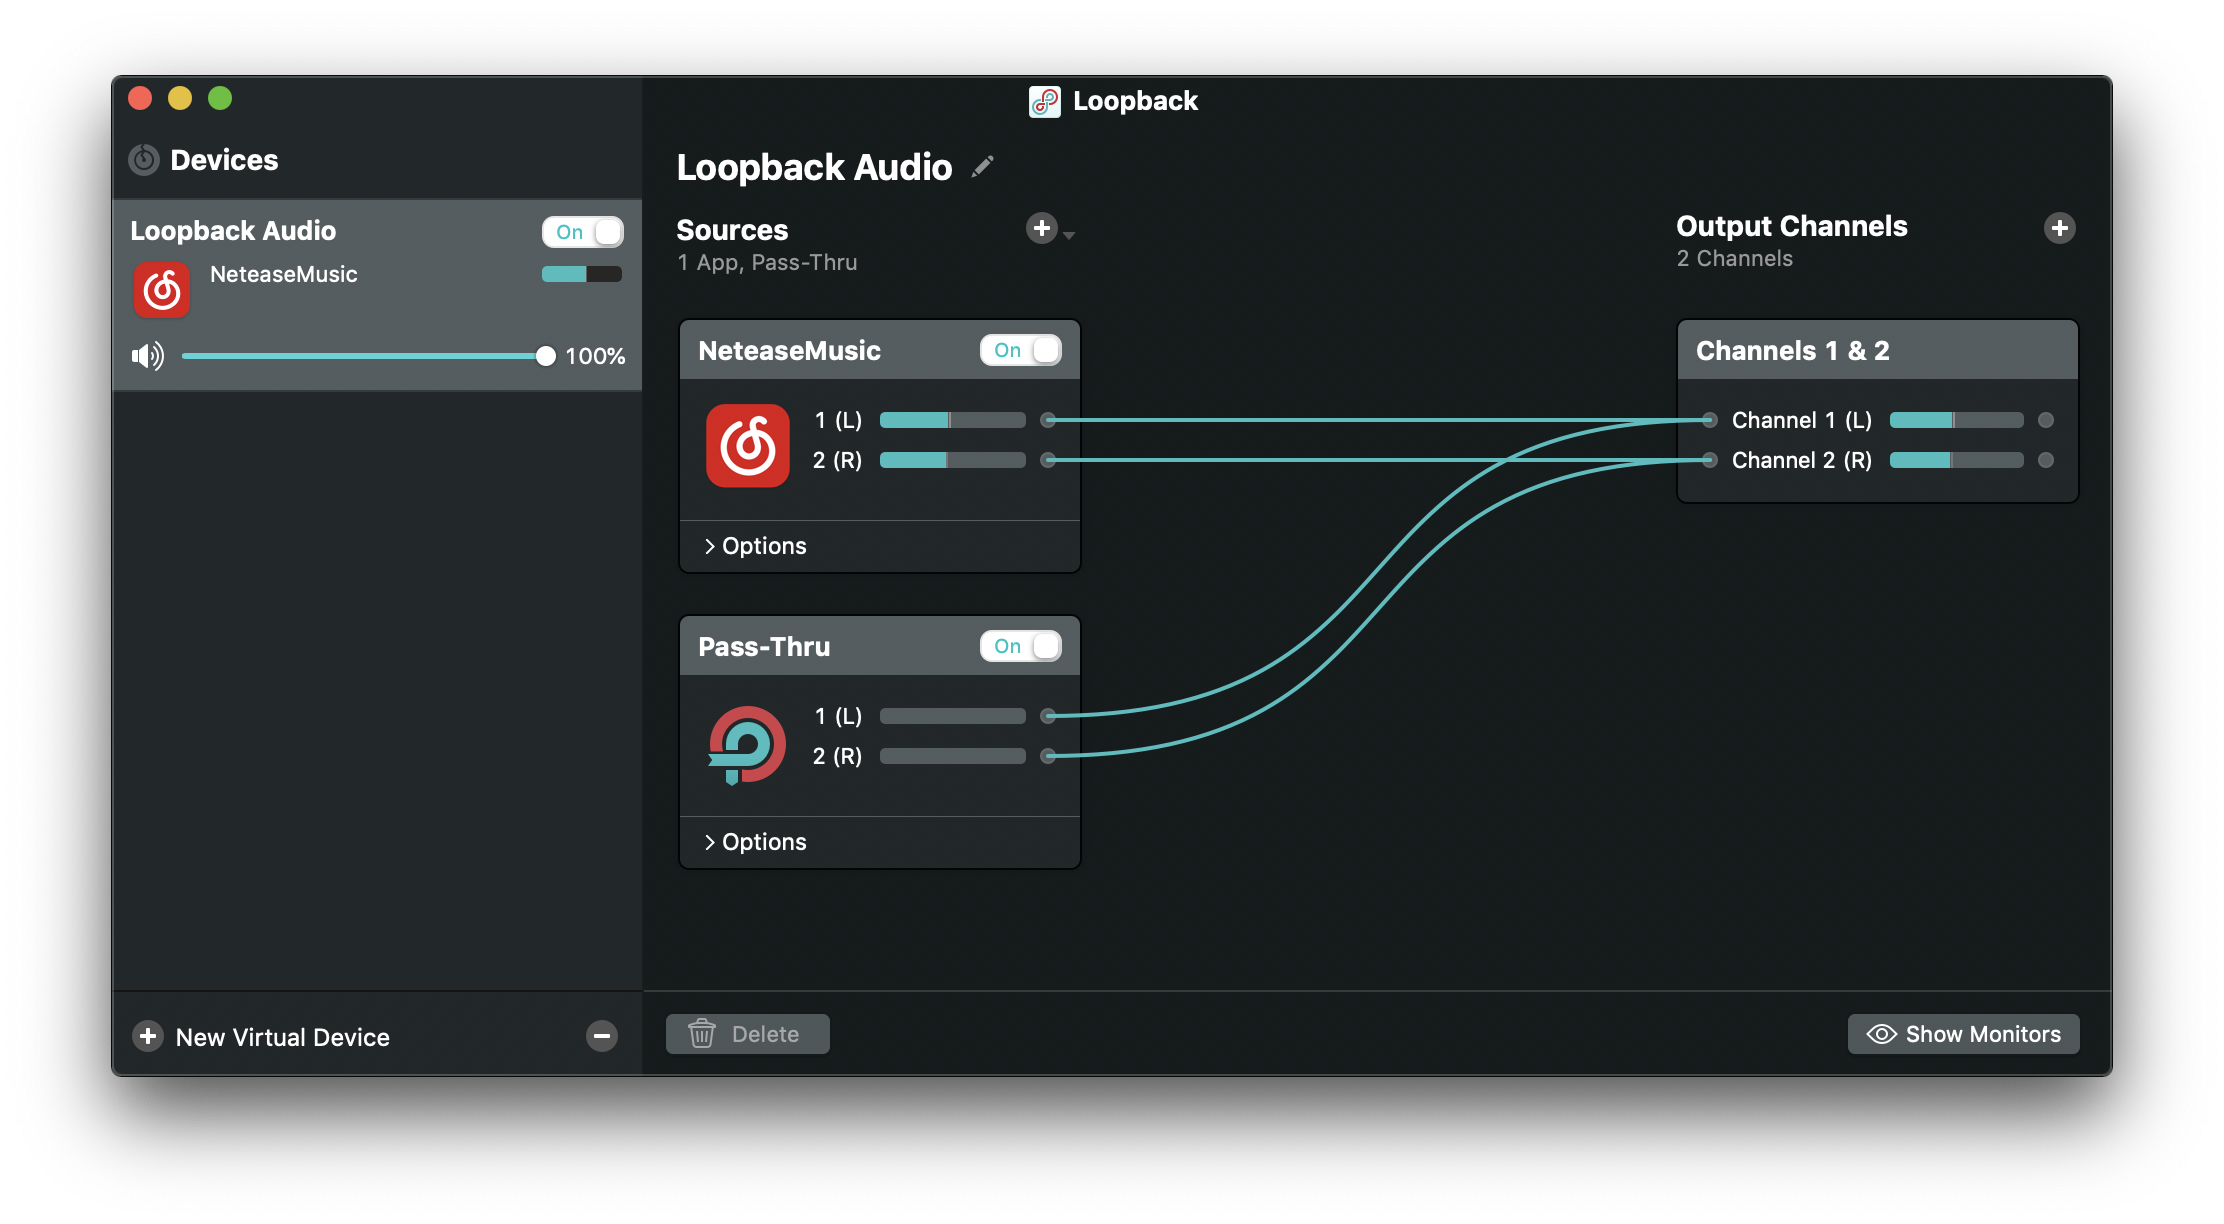 Loopback
Devices
Loopback Audio
On
NeteaseMusic
100%
New Virtual Device
Loopback Audio
Sources
1 App, Pass-Thru
NeteaseMusic
On
1 (L)
2 (R)
Options
Pass-Thru
On
1 (L)
2 (R)
Options
Output Channels
2 Channels
Channels 1 & 2
Channel 1 (L)
Channel 2 (R)
Delete
Show Monitors